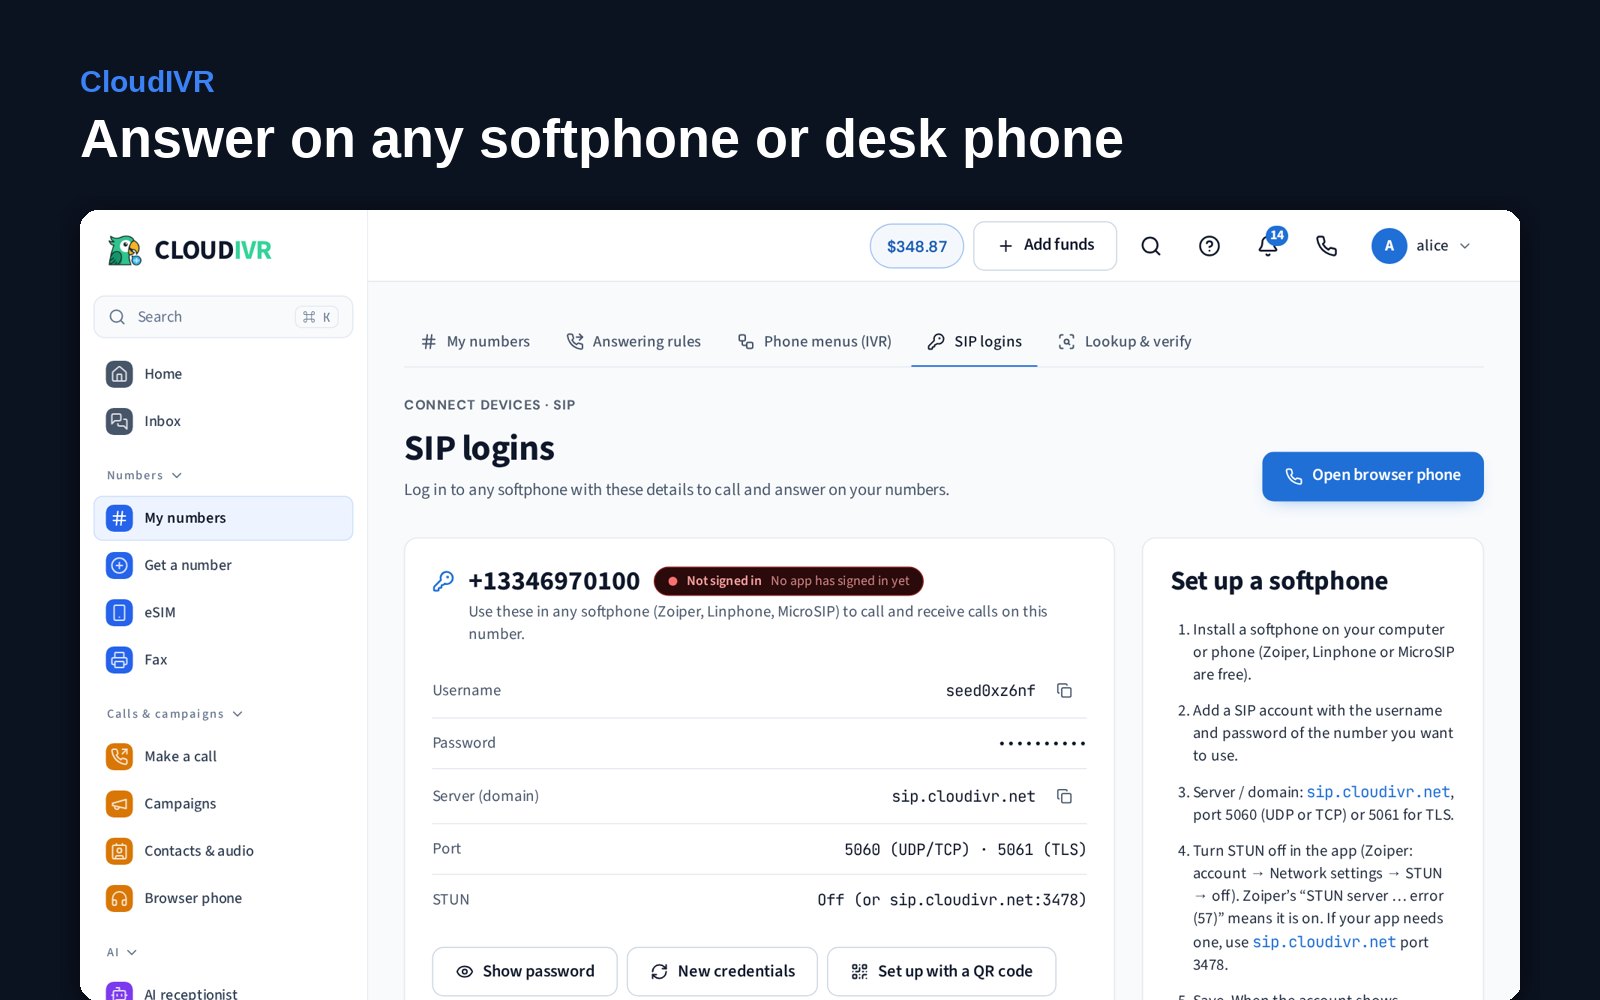 CloudIVR
Answer on any softphone or desk phone
CLOUDIVR
$348.87
Add funds
14
A
alice
Search
⌘ K
Home
Inbox
Numbers
My numbers
Get a number
eSIM
Fax
Calls & campaigns
Make a call
Campaigns
Contacts & audio
Browser phone
AI
AI receptionist
My numbers
Answering rules
Phone menus (IVR)
SIP logins
Lookup & verify
CONNECT DEVICES · SIP
SIP logins
Log in to any softphone with these details to call and answer on your numbers.
Open browser phone
+13346970100
Not signed in No app has signed in yet
Use these in any softphone (Zoiper, Linphone, MicroSIP) to call and receive calls on this
number.
Username
seed0xz6nf
Password
••••••••••
Server (domain)
sip.cloudivr.net
Port
5060 (UDP/TCP) · 5061 (TLS)
STUN
Off (or sip.cloudivr.net:3478)
Show password
New credentials
Set up with a QR code
Set up a softphone
1. Install a softphone on your computer
or phone (Zoiper, Linphone or MicroSIP
are free).
2. Add a SIP account with the username
and password of the number you want
to use.
3. Server / domain: sip.cloudivr.net,
port 5060 (UDP or TCP) or 5061 for TLS.
4. Turn STUN off in the app (Zoiper:
account → Network settings → STUN
→ off). Zoiper's “STUN server … error
(57)” means it is on. If your app needs
one, use sip.cloudivr.net port
3478.
5. Save. When the account shows